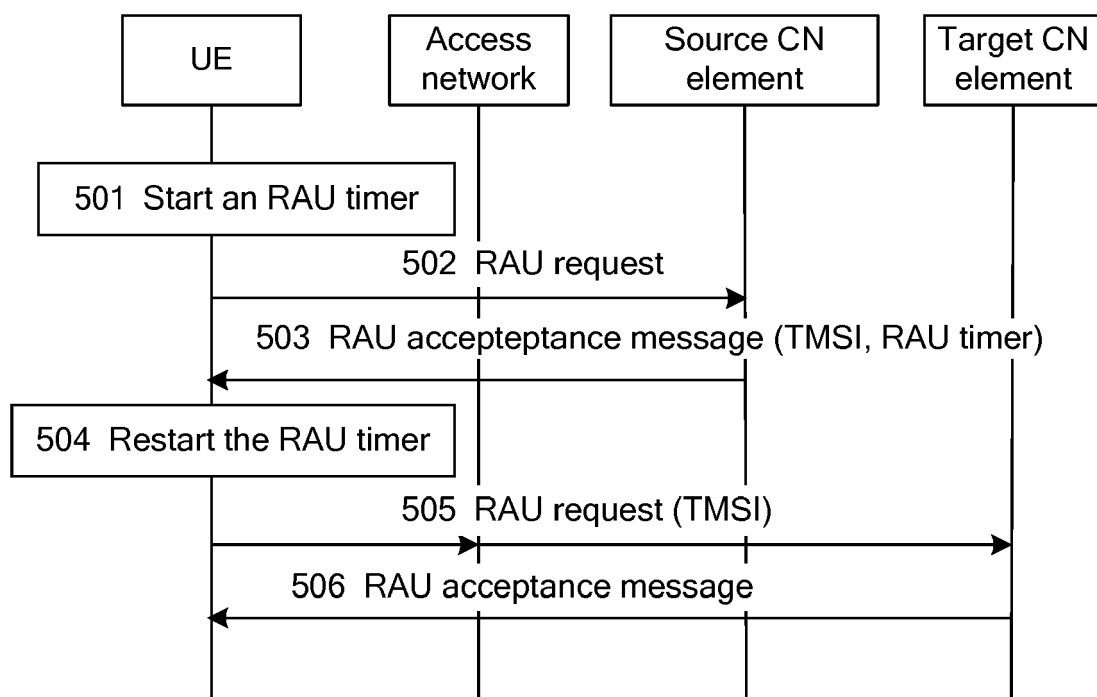 UE
Access
network
Source CN
element
Target CN
element
501 Start an RAU timer
502 RAU request
503 RAU accepteptance message (TMSI, RAU timer)
504 Restart the RAU timer
505 RAU request (TMSI)
506 RAU acceptance message